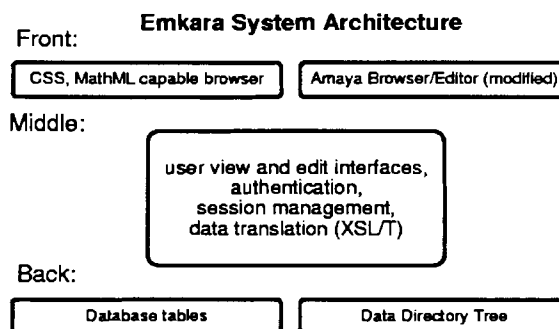 Emkara System Architecture
Front:
CSS, MathML capable browser
Amaya Browser/Editor (modified)
Middle:
user view and edit interfaces,
authentication,
session management,
data translation (XSL/T)
Back:
Database tables
Data Directory Tree